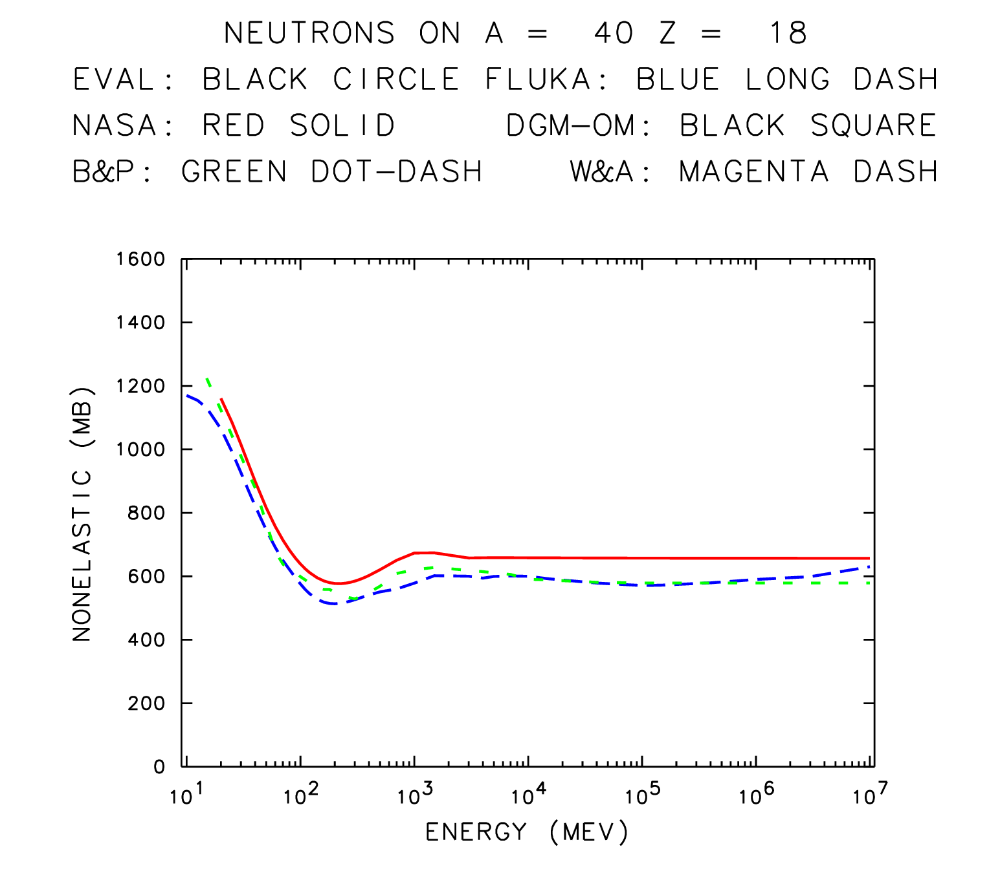 NEUTRONS ON A = 40 Z = 18
EVAL: BLACK CIRCLE FLUKA: BLUE LONG DASH
NASA: RED SOLID DGM-OM: BLACK SQUARE
B&P: GREEN DOT-DASH W&A: MAGENTA DASH
1600
1400
1200
1000
800
600
400
200
0
NONELASTIC (MB)
10^1 10^2 10^3 10^4 10^5 10^6 10^7
ENERGY (MEV)